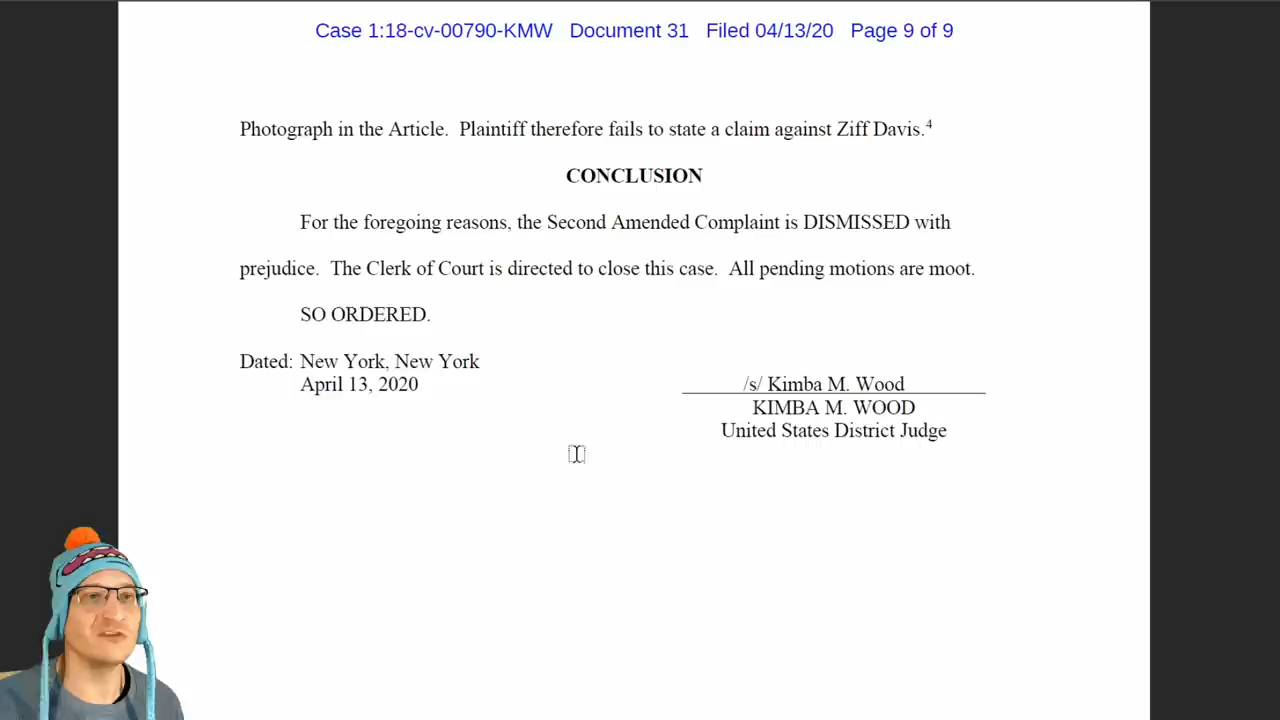 Case 1:18-cv-00790-KMW Document 31 Filed 04/13/20 Page 9 of 9
Photograph in the Article. Plaintiff therefore fails to state a claim against Ziff Davis.4
CONCLUSION
For the foregoing reasons, the Second Amended Complaint is DISMISSED with
prejudice. The Clerk of Court is directed to close this case. All pending motions are moot.
SO ORDERED.
Dated: New York, New York
April 13, 2020
/s/ Kimba M. Wood
KIMBA M. WOOD
United States District Judge